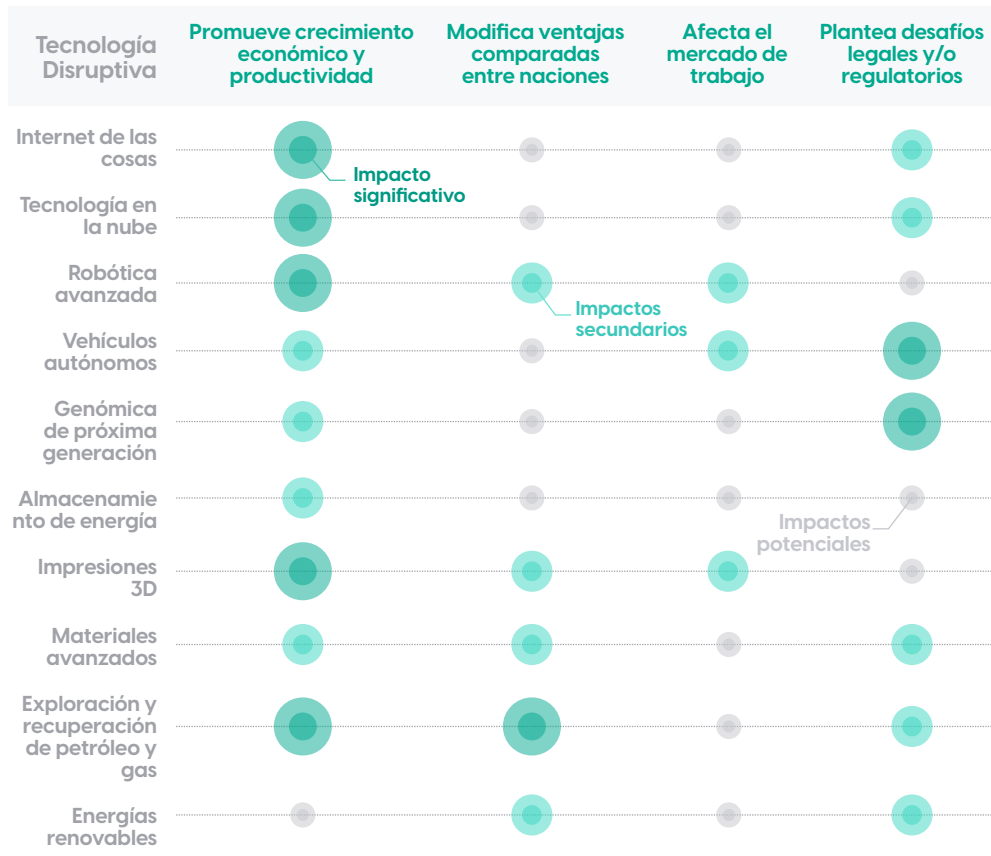 Tecnología
Disruptiva
Promueve crecimiento
económico y
productividad
Modifica ventajas
comparadas
entre naciones
Afecta el
mercado de
trabajo
Plantea desafíos
legales y/o
regulatorios
Internet de las
cosas
Impacto
significativo
Tecnología en
la nube
Robótica
avanzada
Impactos
secundarios
Vehículos
autónomos
Genómica
de próxima
generación
Almacenamie
nto de energía
Impactos
potenciales
Impresiones
3D
Materiales
avanzados
Exploración y
recuperación
de petróleo y
gas
Energías
renovables